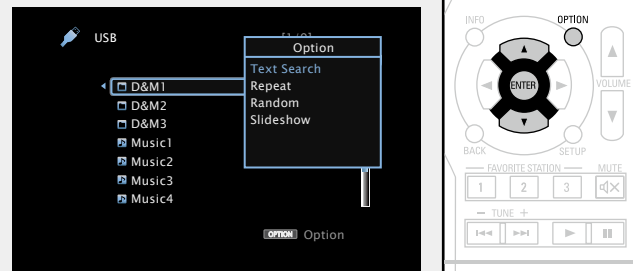 USB
[1/9]
Option
Text Search
Repeat
Random
Slideshow
D&M1
D&M2
D&M3
Music1
Music2
Music3
Music4
OPTION Option
INFO
OPTION
ENTER
VOLUME
BACK
SETUP
FAVORITE STATION
MUTE
1 2 3
− TUNE +